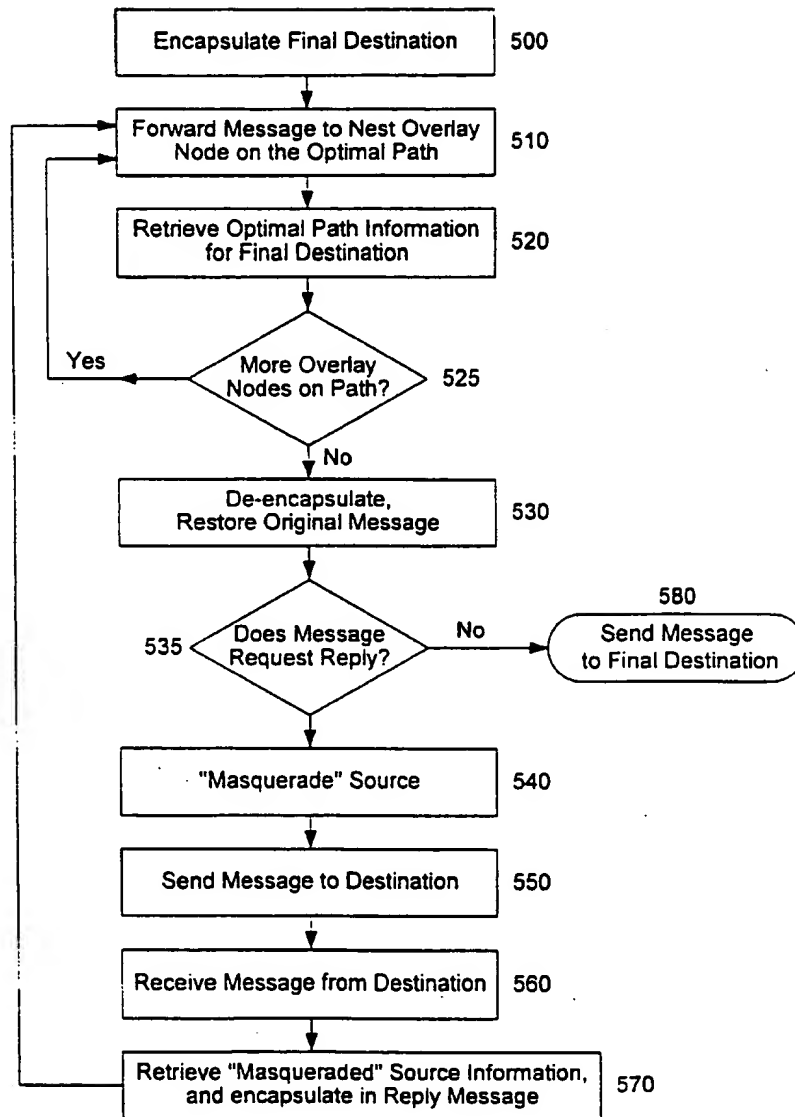 Encapsulate Final Destination
500
Forward Message to Nest Overlay
Node on the Optimal Path
510
Retrieve Optimal Path Information
for Final Destination
520
Yes
More Overlay
Nodes on Path?
525
No
De-encapsulate,
Restore Original Message
530
535
Does Message
Request Reply?
No
580
Send Message
to Final Destination
"Masquerade" Source
540
Send Message to Destination
550
Receive Message from Destination
560
Retrieve "Masqueraded" Source Information,
and encapsulate in Reply Message
570